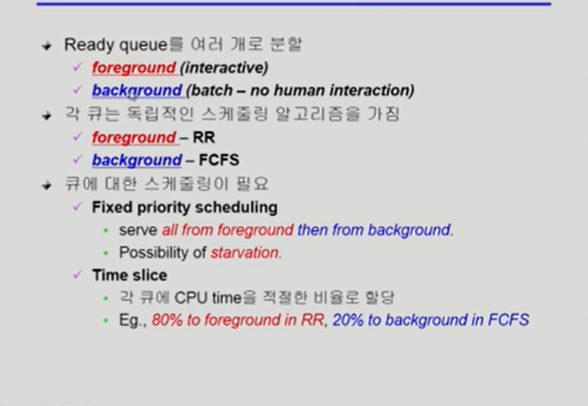 Ready queue를 여러 개로 분할
foreground (interactive)
background (batch – no human interaction)
각 큐는 독립적인 스케줄링 알고리즘을 가짐
foreground – RR
background – FCFS
큐에 대한 스케줄링이 필요
Fixed priority scheduling
serve all from foreground then from background.
Possibility of starvation.
Time slice
각 큐에 CPU time을 적절한 비율로 할당
Eg., 80% to foreground in RR, 20% to background in FCFS